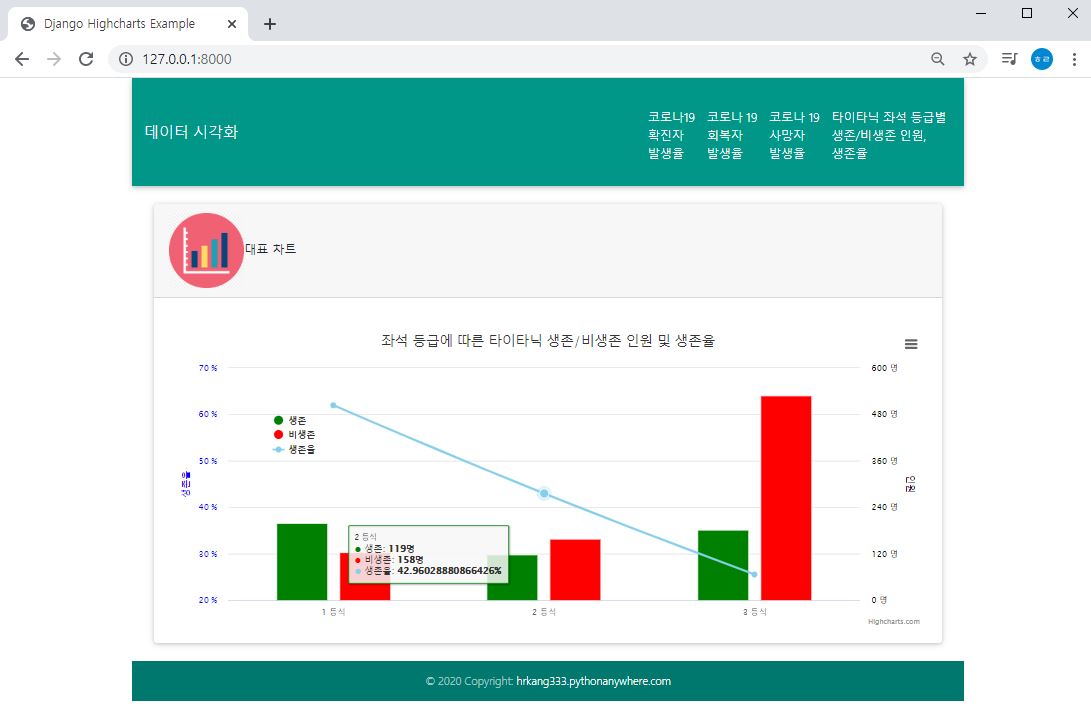 Django Highcharts Example
127.0.0.1:8000
ㅎㄹ
데이터 시각화
코로나19
확진자
발생율
코로나 19
회복자
발생율
코로나 19
사망자
발생율
타이타닉 좌석 등급별
생존/비생존 인원,
생존율
대표 차트
좌석 등급에 따른 타이타닉 생존/비생존 인원 및 생존율
70 %
60 %
50 %
40 %
30 %
20 %
생존율
생존
비생존
생존율
600 명
480 명
360 명
240 명
120 명
0 명
인원
2 등석
생존: 119명
비생존: 158명
생존율: 42.96028880866426%
1 등석
2 등석
3 등석
Highcharts.com
© 2020 Copyright: hrkang333.pythonanywhere.com